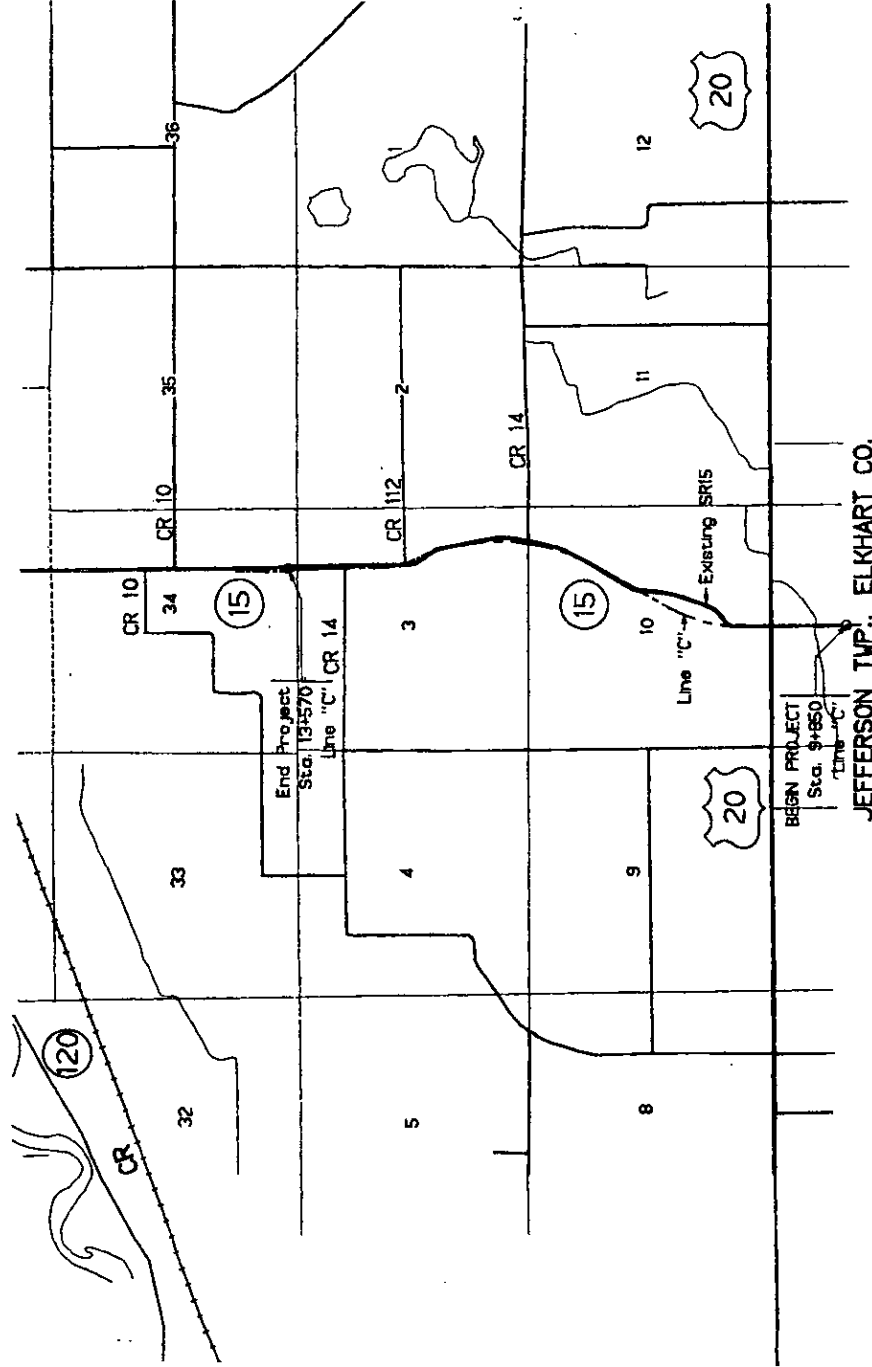 36
CR 10
35
CR 10
34
15
33
120
CR
32
1
CR 112
2
End Project
Sta. 13+570
Line "C"
CR 14
3
4
5
CR 14
12
20
11
15
Existing SR15
10
Line "C"
9
8
20
BEGIN PROJECT
Sta. 9+850
Line "C"
JEFFERSON TWP., ELKHART CO.